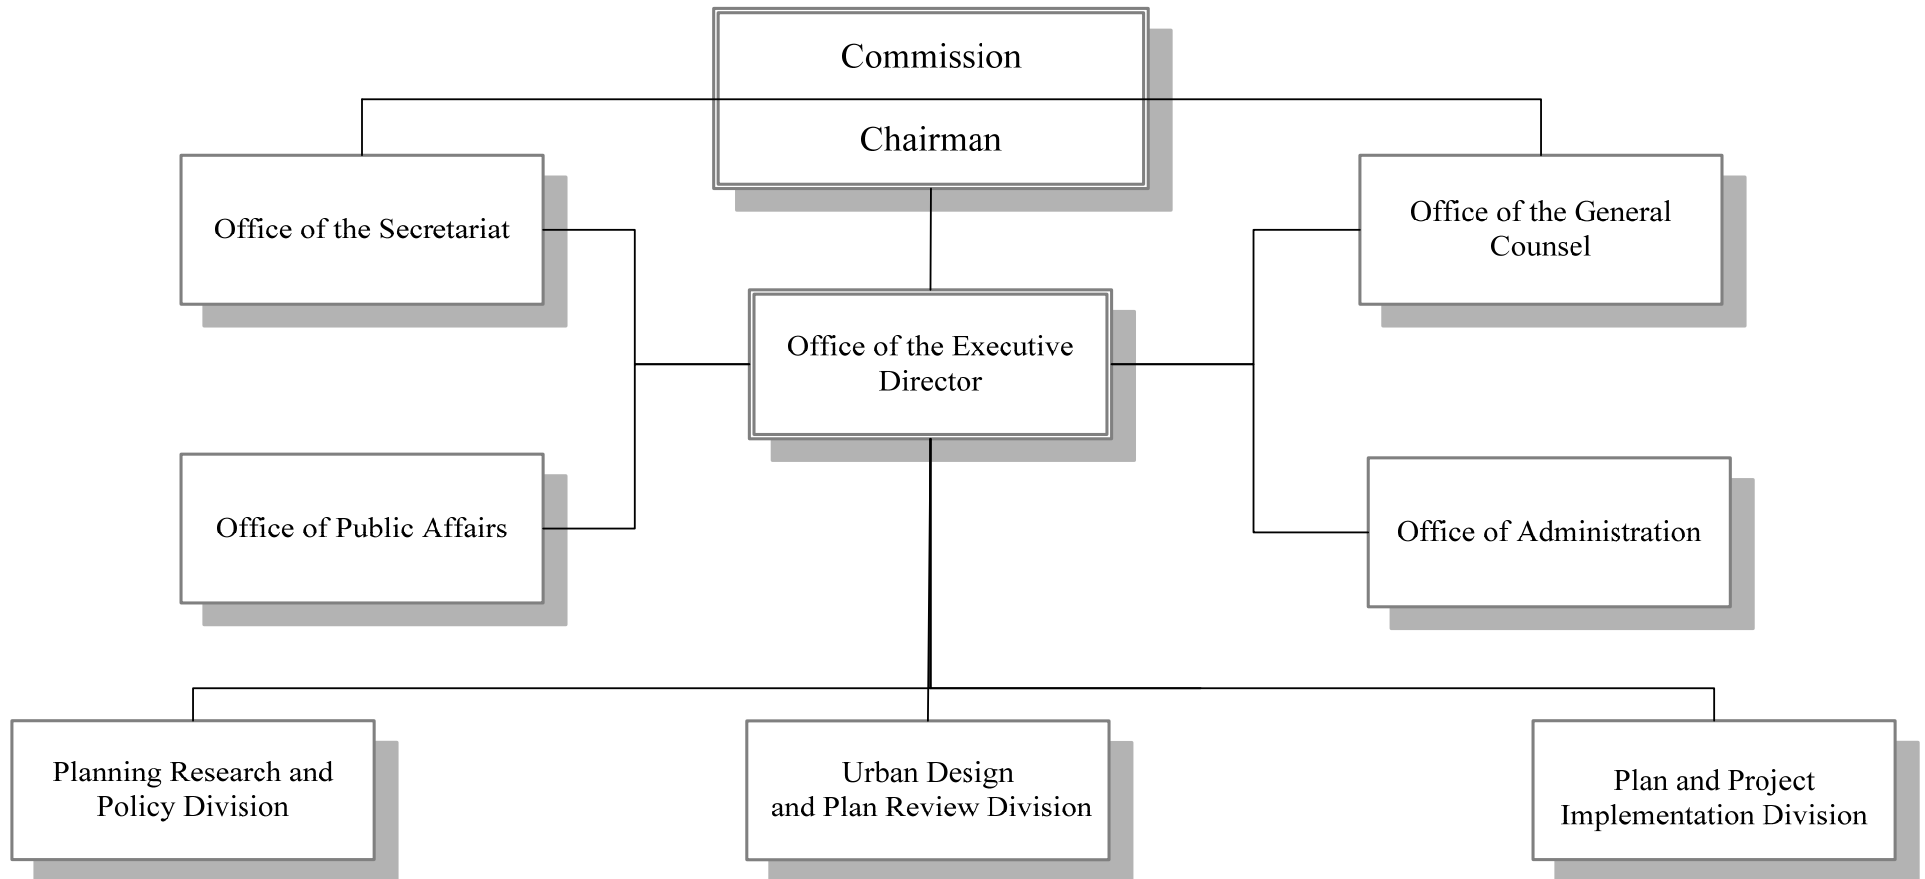 Commission
Chairman
Office of the Secretariat
Office of the General
Counsel
Office of the Executive
Director
Office of Public Affairs
Office of Administration
Planning Research and
Policy Division
Urban Design
and Plan Review Division
Plan and Project
Implementation Division